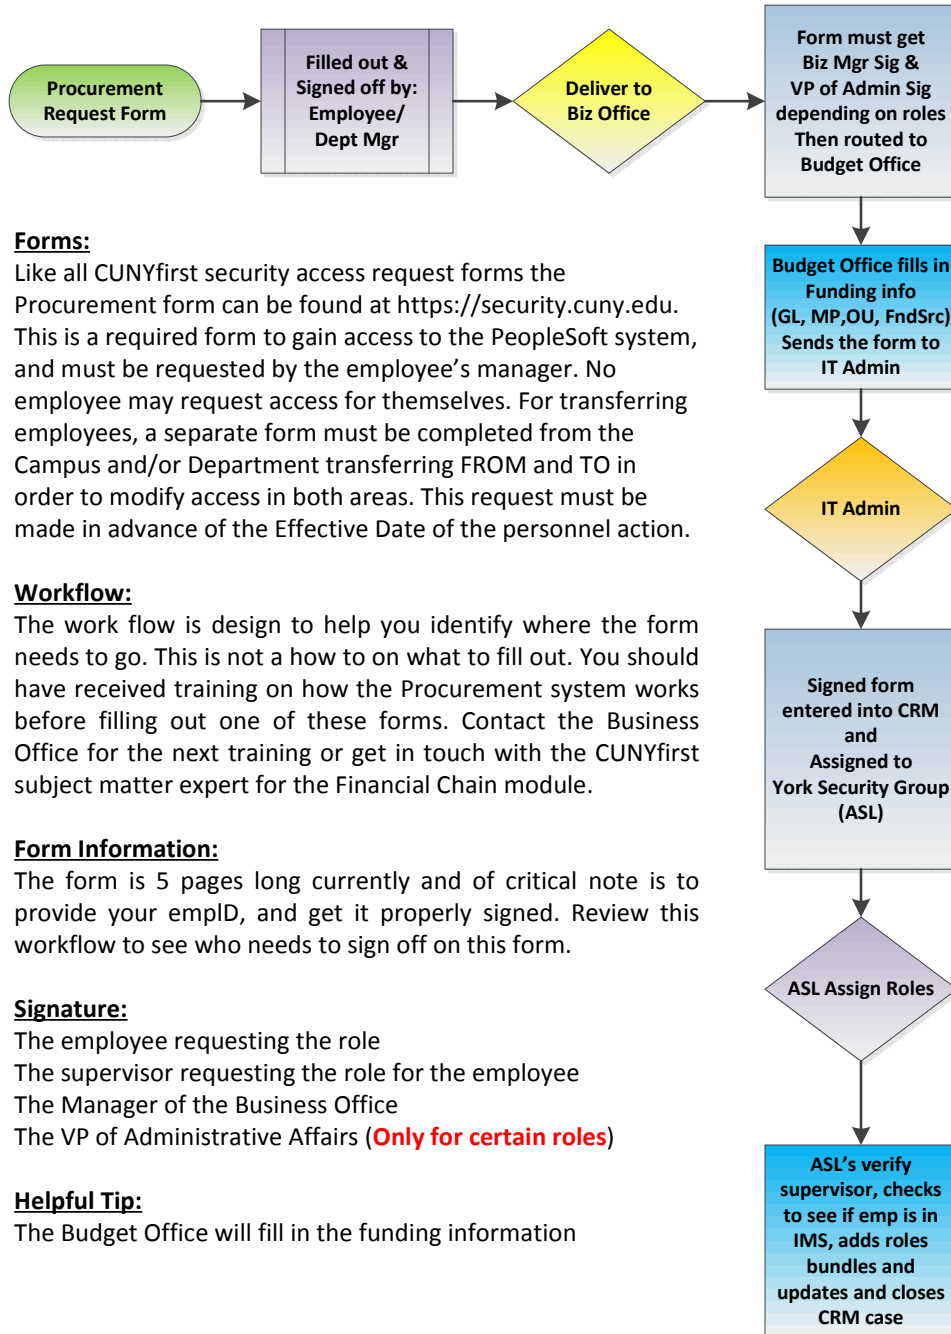 Procurement
Request Form
Filled out &
Signed off by:
Employee/
Dept Mgr
Deliver to
Biz Office
Form must get
Biz Mgr Sig &
VP of Admin Sig
depending on roles
Then routed to
Budget Office
Budget Office fills in
Funding info
(GL, MP,OU, FndSrc)
Sends the form to
IT Admin
IT Admin
Signed form
entered into CRM
and
Assigned to
York Security Group
(ASL)
ASL Assign Roles
ASL's verify
supervisor, checks
to see if emp is in
IMS, adds roles
bundles and
updates and closes
CRM case
Forms:
Like all CUNYfirst security access request forms the
Procurement form can be found at https://security.cuny.edu.
This is a required form to gain access to the PeopleSoft system,
and must be requested by the employee's manager. No
employee may request access for themselves. For transferring
employees, a separate form must be completed from the
Campus and/or Department transferring FROM and TO in
order to modify access in both areas. This request must be
made in advance of the Effective Date of the personnel action.
Workflow:
The work flow is design to help you identify where the form
needs to go. This is not a how to on what to fill out. You should
have received training on how the Procurement system works
before filling out one of these forms. Contact the Business
Office for the next training or get in touch with the CUNYfirst
subject matter expert for the Financial Chain module.
Form Information:
The form is 5 pages long currently and of critical note is to
provide your emplD, and get it properly signed. Review this
workflow to see who needs to sign off on this form.
Signature:
The employee requesting the role
The supervisor requesting the role for the employee
The Manager of the Business Office
The VP of Administrative Affairs (Only for certain roles)
Helpful Tip:
The Budget Office will fill in the funding information